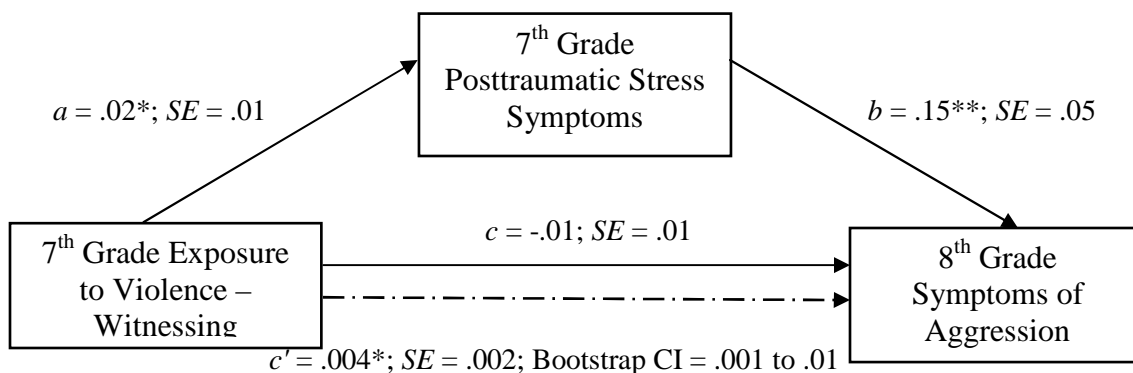 7th Grade
Posttraumatic Stress
Symptoms
a = .02*; SE = .01
b = .15**; SE = .05
7th Grade Exposure
to Violence –
Witnessing
c = -.01; SE = .01
8th Grade
Symptoms of
Aggression
c' = .004*; SE = .002; Bootstrap CI = .001 to .01